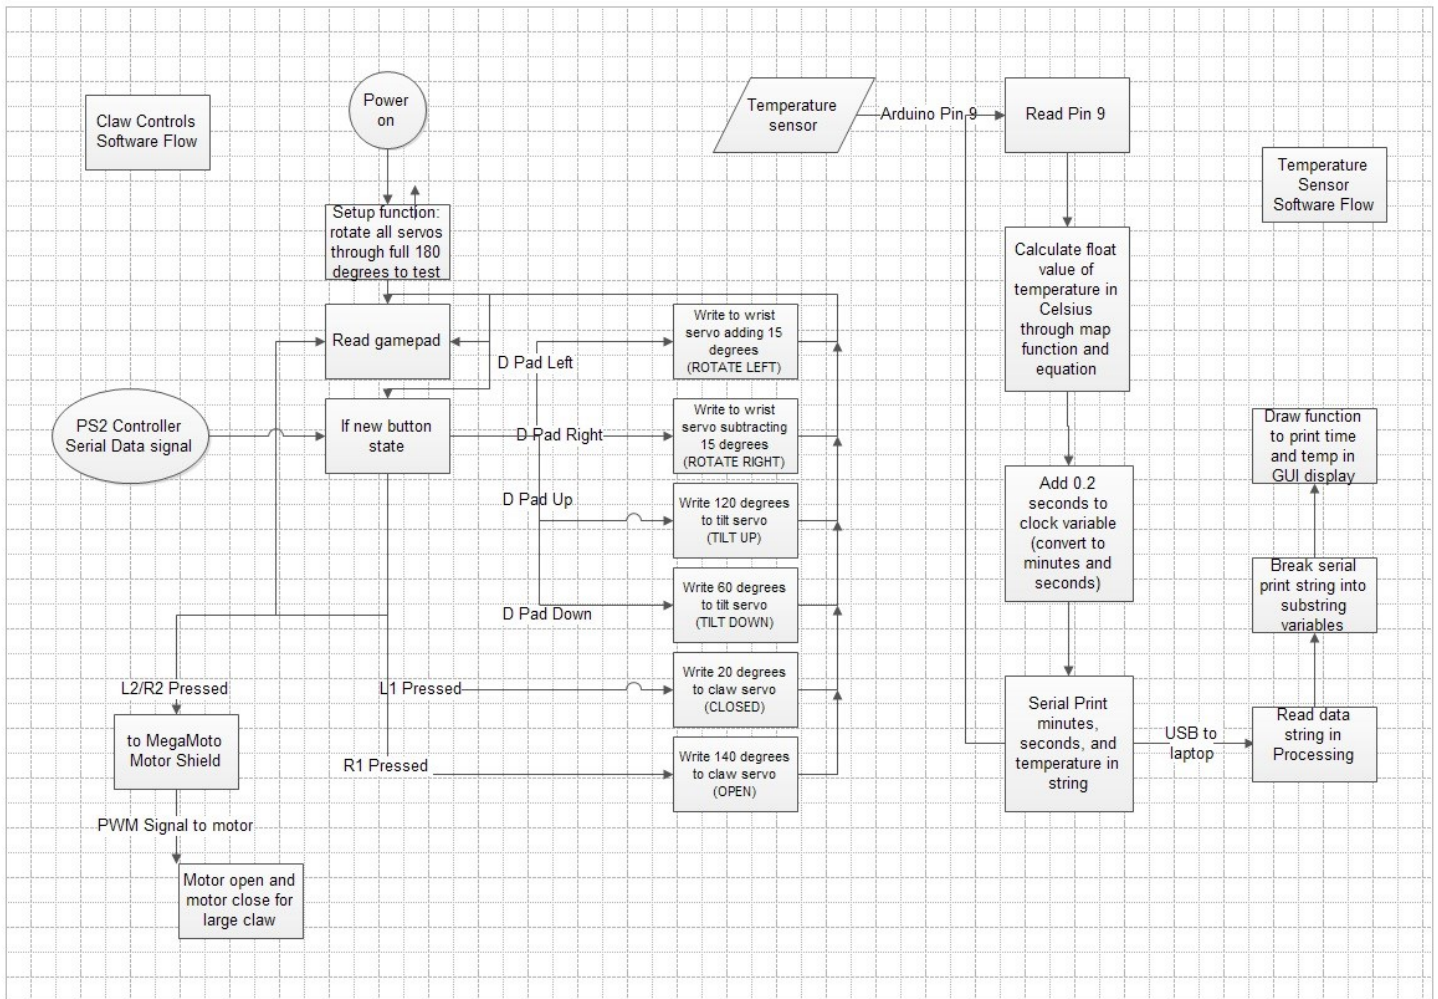 Claw Controls
Software Flow
Power
on
Setup function:
rotate all servos
through full 180
degrees to test
Read gamepad
PS2 Controller
Serial Data signal
If new button
state
D Pad Left
D Pad Right
D Pad Up
D Pad Down
L1 Pressed
R1 Pressed
Write to wrist
servo adding 15
degrees
(ROTATE LEFT)
Write to wrist
servo subtracting
15 degrees
(ROTATE RIGHT)
Write 120 degrees
to tilt servo
(TILT UP)
Write 60 degrees
to tilt servo
(TILT DOWN)
Write 20 degrees
to claw servo
(CLOSED)
Write 140 degrees
to claw servo
(OPEN)
L2/R2 Pressed
to MegaMoto
Motor Shield
PWM Signal to motor
Motor open and
motor close for
large claw
Temperature
sensor
Arduino Pin 9
Read Pin 9
Temperature
Sensor
Software Flow
Calculate float
value of
temperature in
Celsius
through map
function and
equation
Add 0.2
seconds to
clock variable
(convert to
minutes and
seconds)
Serial Print
minutes,
seconds, and
temperature in
string
USB to
laptop
Read data
string in
Processing
Break serial
print string into
substring
variables
Draw function
to print time
and temp in
GUI display